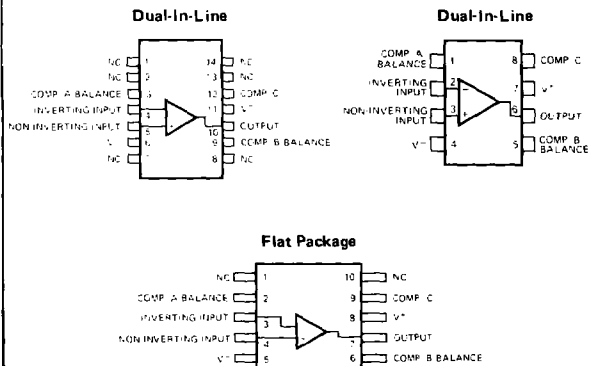 Dual-In-Line
NC 1
NC 2
COMP. A BALANCE 3
INVERTING INPUT 4
NON INVERTING INPUT 5
6
NC
14 NC
13 NC
12 COMP C
11
10 OUTPUT
9 COMP B BALANCE
8 NC
Dual-In-Line
COMP. A
BALANCE 1
INVERTING
INPUT 2
NON-INVERTING
INPUT 3
4
8 COMP C
7
6 OUTPUT
5 COMP B
BALANCE
Flat Package
NC 1
COMP. A BALANCE 2
INVERTING INPUT 3
NON INVERTING INPUT 4
5
10 NC
9 COMP. C
8
7 OUTPUT
6 COMP B BALANCE